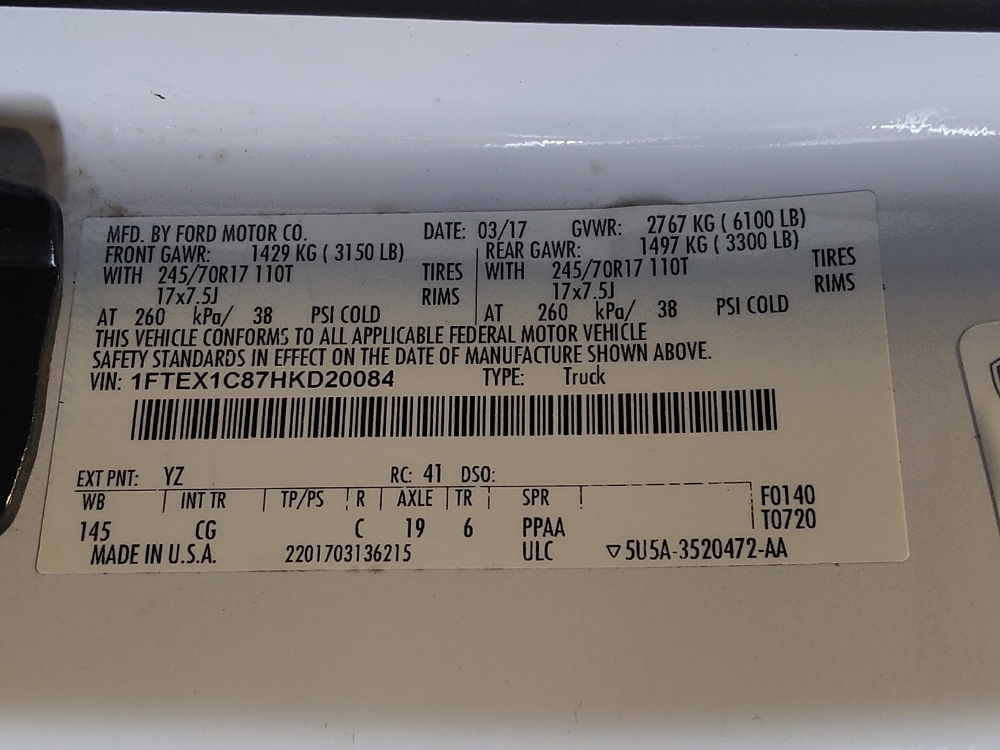 MFD. BY FORD MOTOR CO. DATE: 03/17 GVWR: 2767 KG ( 6100 LB)
FRONT GAWR: 1429 KG ( 3150 LB) REAR GAWR: 1497 KG ( 3300 LB)
WITH 245/70R17 110T TIRES WITH 245/70R17 110T TIRES
17x7.5J RIMS 17x7.5J RIMS
AT 260 kPa/ 38 PSI COLD AT 260 kPa/ 38 PSI COLD
THIS VEHICLE CONFORMS TO ALL APPLICABLE FEDERAL MOTOR VEHICLE
SAFETY STANDARDS IN EFFECT ON THE DATE OF MANUFACTURE SHOWN ABOVE.
VIN: 1FTEX1C87HKD20084 TYPE: Truck
EXT PNT: YZ RC: 41 DSO:
WB INT TR TP/PS R AXLE TR SPR F0140
145 CG C 19 6 PPAA T0720
MADE IN U.S.A. 2201703136215 ULC ▽5U5A-3520472-AA